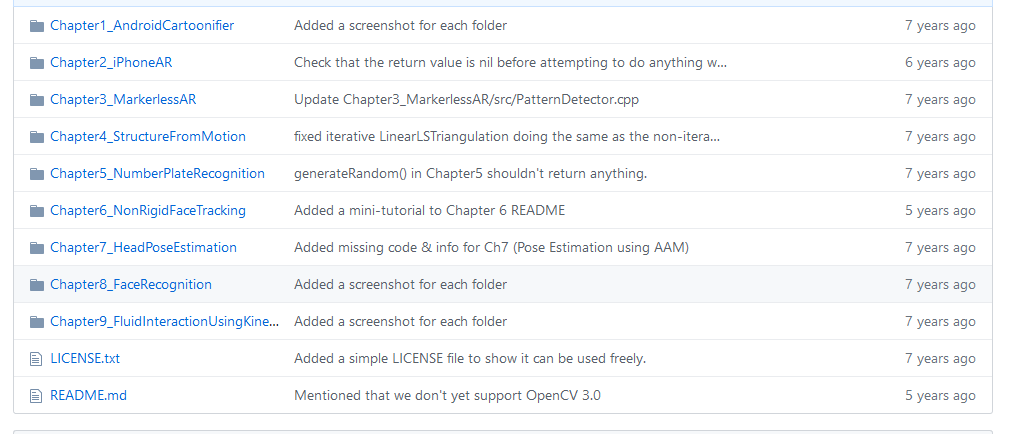 Chapter1_AndroidCartoonifier Added a screenshot for each folder 7 years ago
Chapter2_iPhoneAR Check that the return value is nil before attempting to do anything w... 6 years ago
Chapter3_MarkerlessAR Update Chapter3_MarkerlessAR/src/PatternDetector.cpp 7 years ago
Chapter4_StructureFromMotion fixed iterative LinearLSTriangulation doing the same as the non-itera... 7 years ago
Chapter5_NumberPlateRecognition generateRandom() in Chapter5 shouldn't return anything. 7 years ago
Chapter6_NonRigidFaceTracking Added a mini-tutorial to Chapter 6 README 5 years ago
Chapter7_HeadPoseEstimation Added missing code & info for Ch7 (Pose Estimation using AAM) 7 years ago
Chapter8_FaceRecognition Added a screenshot for each folder 7 years ago
Chapter9_FluidInteractionUsingKine... Added a screenshot for each folder 7 years ago
LICENSE.txt Added a simple LICENSE file to show it can be used freely. 7 years ago
README.md Mentioned that we don't yet support OpenCV 3.0 5 years ago